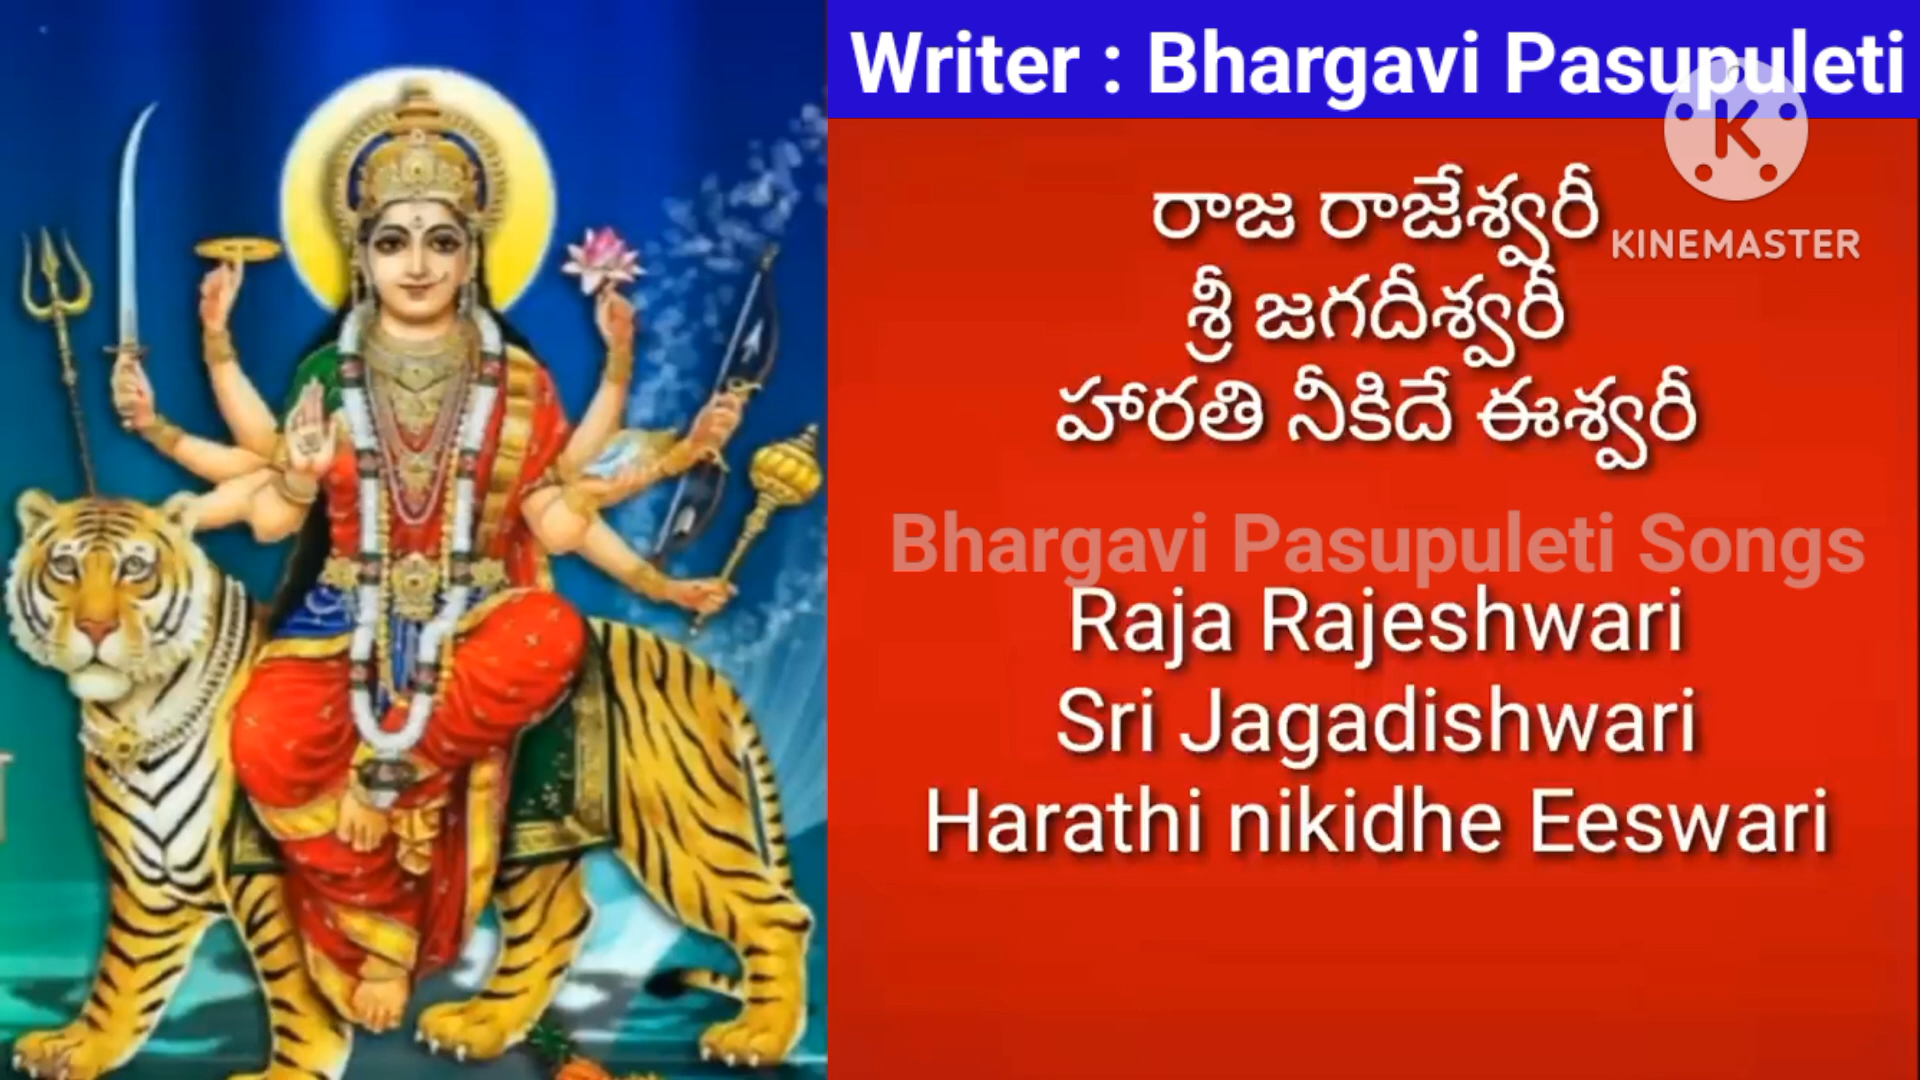 Writer : Bhargavi Pasupuleti
KINEMASTER
రాజ రాజేశ్వరీ
శ్రీ జగదీశ్వరీ
హారతి నీకిదే ఈశ్వరీ
Bhargavi Pasupuleti Songs
Raja Rajeshwari
Sri Jagadishwari
Harathi nikidhe Eeswari